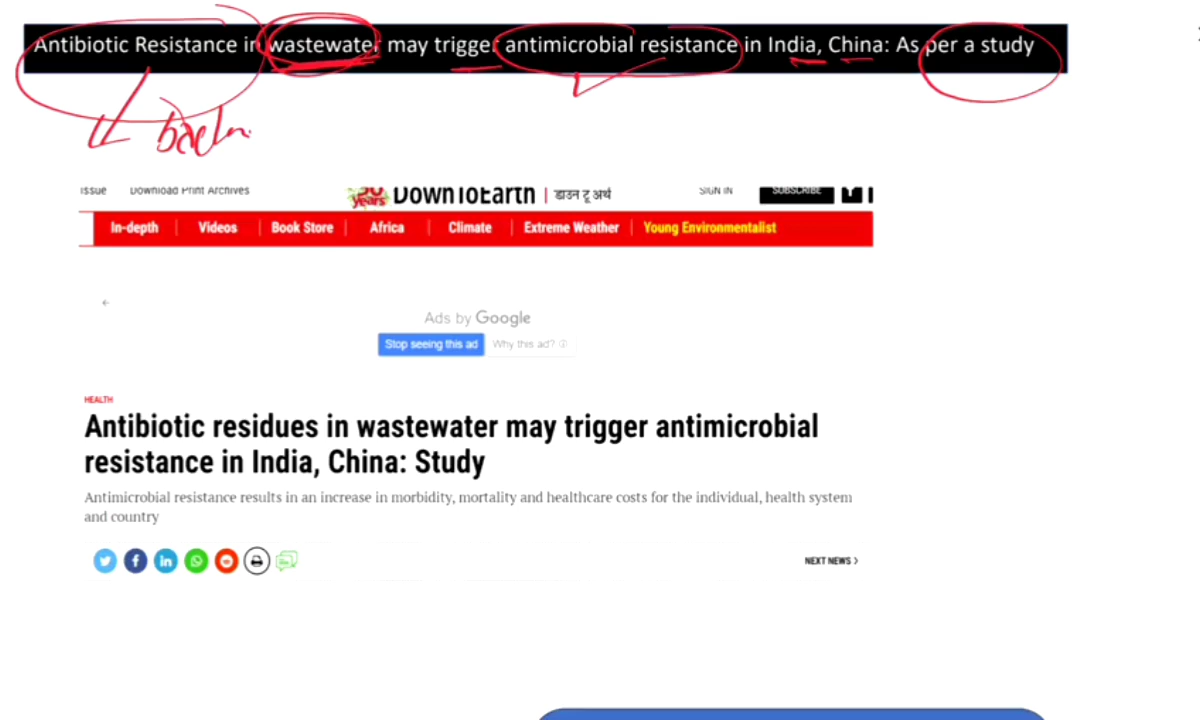 Antibiotic Resistance in wastewater may trigger antimicrobial resistance in India, China: As per a study
Issue Download Print Archives 50 years DownToEarth | डाउन टू अर्थ SIGN IN SUBSCRIBE
In-depth | Videos | Book Store | Africa | Climate | Extreme Weather | Young Environmentalist
Ads by Google
Stop seeing this ad Why this ad?
HEALTH
Antibiotic residues in wastewater may trigger antimicrobial
resistance in India, China: Study
Antimicrobial resistance results in an increase in morbidity, mortality and healthcare costs for the individual, health system
and country
NEXT NEWS